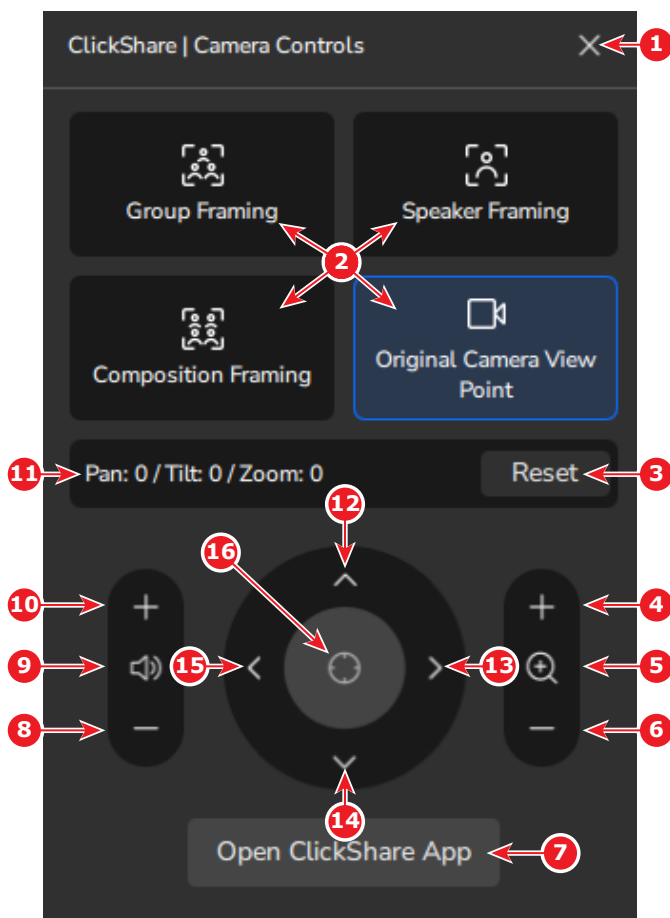 ClickShare | Camera Controls
1
Group Framing
Speaker Framing
2
Composition Framing
Original Camera View
Point
11
Pan: 0 / Tilt: 0 / Zoom: 0
Reset
3
12
16
10
4
9
15
13
5
8
6
14
Open ClickShare App
7